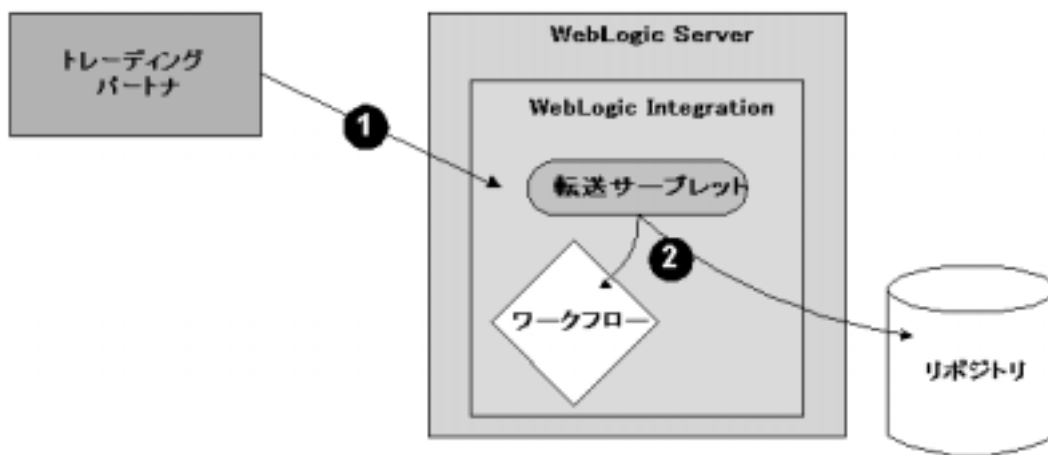 トレーディング
パートナ
WebLogic Server
WebLogic Integration
1
転送サーブレット
2
ワークフロー
リポジトリ